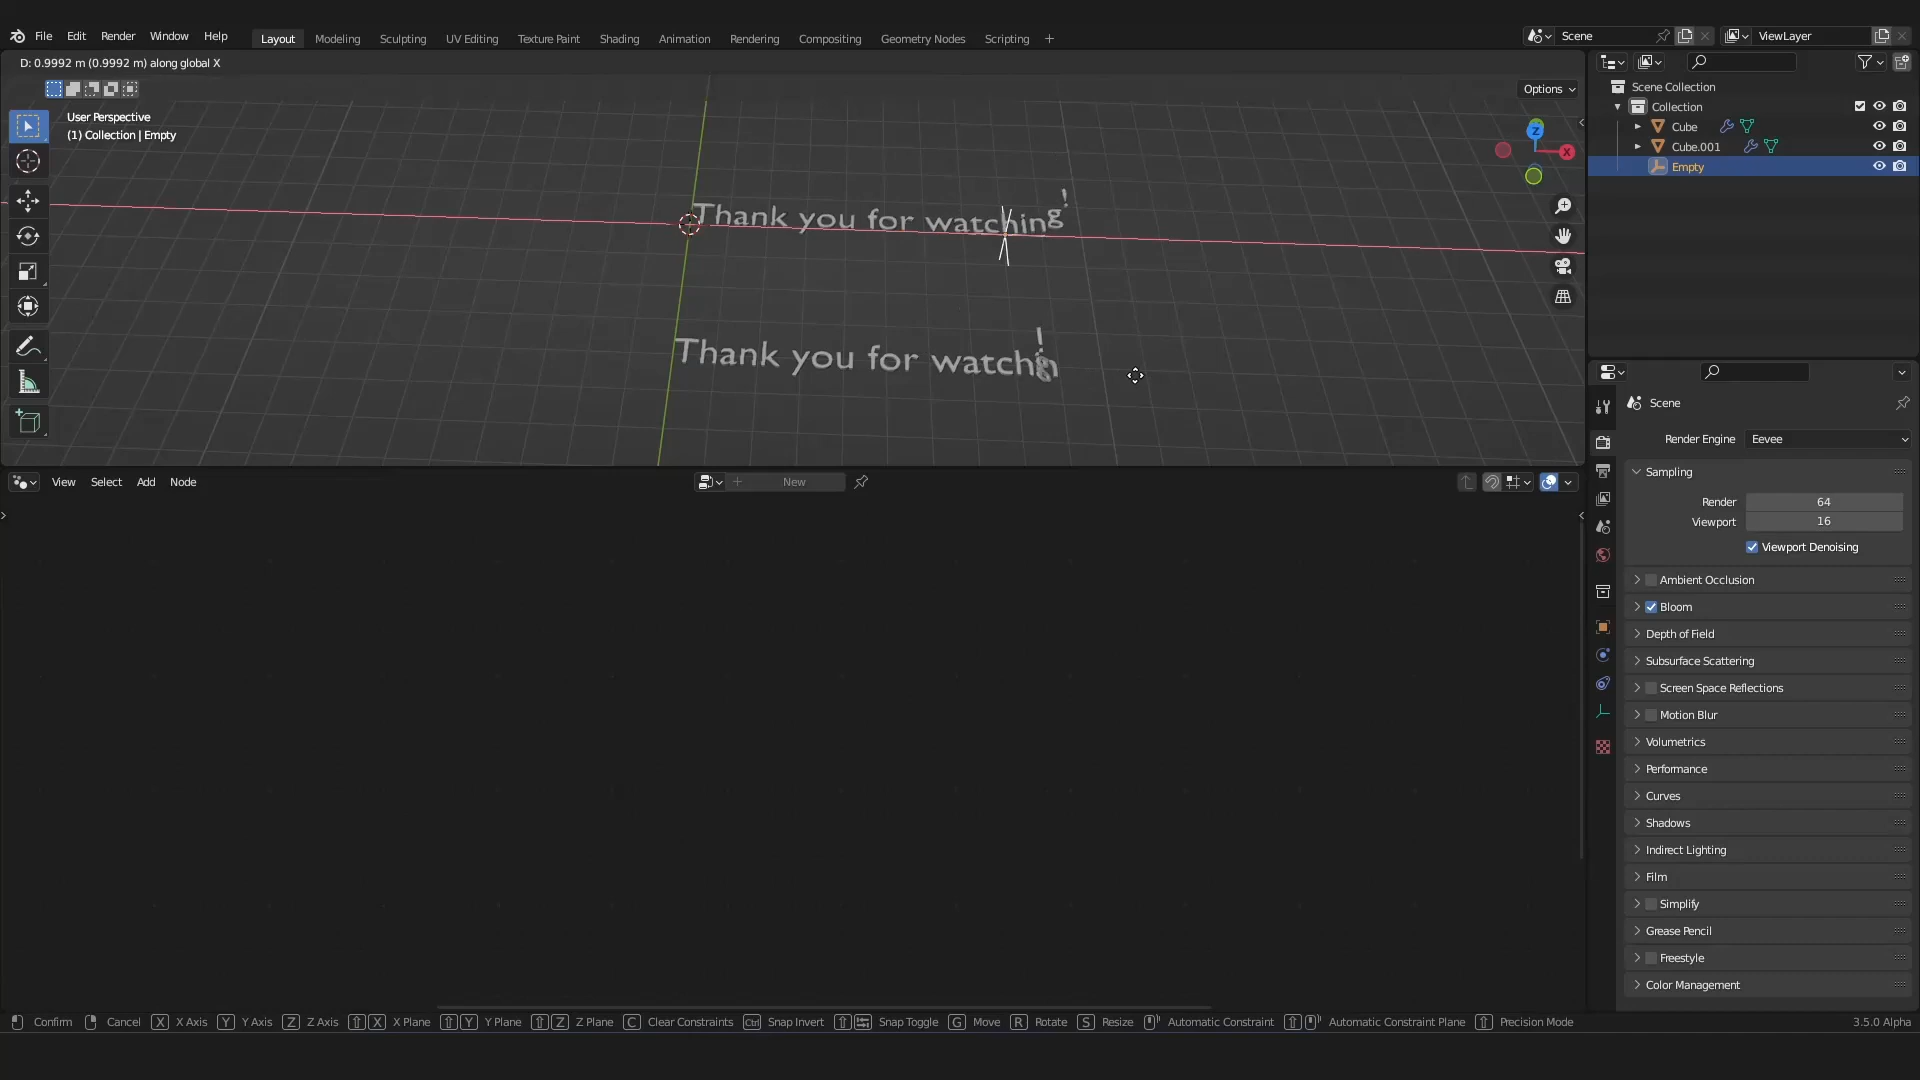 File Edit Render Window Help Layout Modeling Sculpting UV Editing Texture Paint Shading Animation Rendering Compositing Geometry Nodes Scripting + Scene ViewLayer
D: 0.9992 m (0.9992 m) along global X
Options
User Perspective
(1) Collection | Empty
Z
X
Thank you for watching!
Thank you for watchg!n
Scene Collection
Collection
Cube
Cube.001
Empty
View Select Add Node
New
Scene
Render Engine Eevee
Sampling
Render 64
Viewport 16
Viewport Denoising
Ambient Occlusion
Bloom
Depth of Field
Subsurface Scattering
Screen Space Reflections
Motion Blur
Volumetrics
Performance
Curves
Shadows
Indirect Lighting
Film
Simplify
Grease Pencil
Freestyle
Color Management
Confirm Cancel X X Axis Y Y Axis Z Z Axis X X Plane Y Y Plane Z Z Plane C Clear Constraints Ctrl Snap Invert Snap Toggle G Move R Rotate S Resize Automatic Constraint Automatic Constraint Plane Precision Mode 3.5.0 Alpha